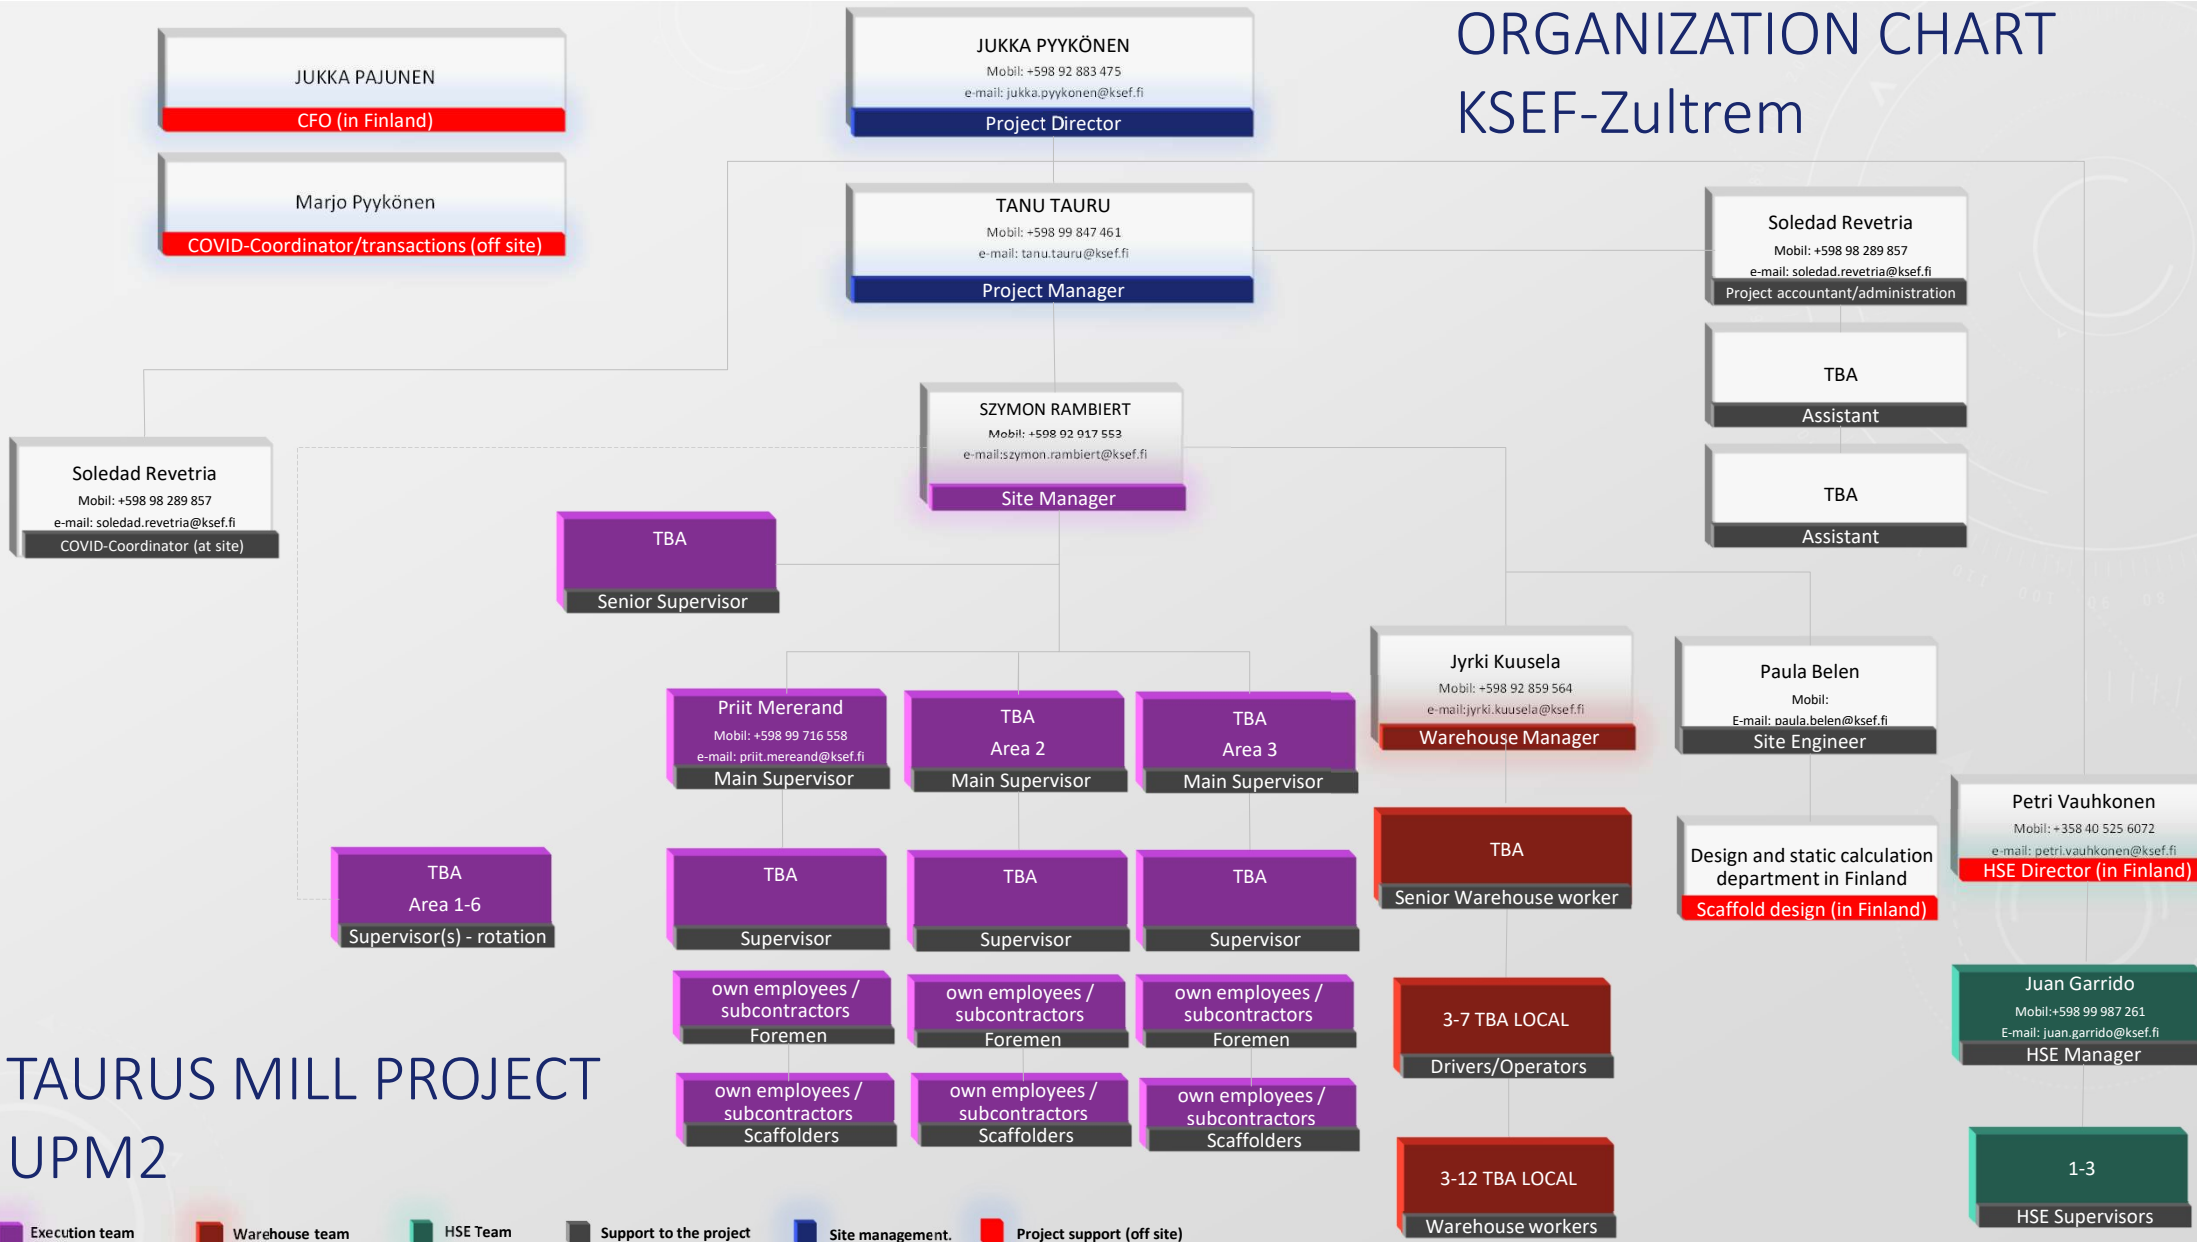 ORGANIZATION CHART
KSEF-Zultrem
JUKKA PAJUNEN
CFO (in Finland)
Marjo Pyykönen
COVID-Coordinator/transactions (off site)
JUKKA PYYKÖNEN
Mobil: +598 92 883 475
e-mail: jukka.pyykonen@ksef.fi
Project Director
TANU TAURU
Mobil: +598 99 847 461
e-mail: tanu.tauru@ksef.fi
Project Manager
Soledad Revetria
Mobil: +598 98 289 857
e-mail: soledad.revetria@ksef.fi
Project accountant/administration
TBA
Assistant
TBA
Assistant
SZYMON RAMBIERT
Mobil: +598 92 917 553
e-mail:szymon.rambiert@ksef.fi
Site Manager
Soledad Revetria
Mobil: +598 98 289 857
e-mail: soledad.revetria@ksef.fi
COVID-Coordinator (at site)
TBA
Senior Supervisor
Priit Mererand
Mobil: +598 99 716 558
e-mail: priit.mereand@ksef.fi
Main Supervisor
TBA
Area 2
Main Supervisor
TBA
Area 3
Main Supervisor
Jyrki Kuusela
Mobil: +598 92 859 564
e-mail:jyrki.kuusela@ksef.fi
Warehouse Manager
Paula Belen
Mobil:
E-mail: paula.belen@ksef.fi
Site Engineer
Petri Vauhkonen
Mobil: +358 40 525 6072
e-mail: petri.vauhkonen@ksef.fi
HSE Director (in Finland)
TBA
Area 1-6
Supervisor(s) - rotation
TBA
Supervisor
TBA
Supervisor
TBA
Supervisor
TBA
Senior Warehouse worker
Design and static calculation
department in Finland
Scaffold design (in Finland)
own employees /
subcontractors
Foremen
own employees /
subcontractors
Foremen
own employees /
subcontractors
Foremen
3-7 TBA LOCAL
Drivers/Operators
Juan Garrido
Mobil:+598 99 987 261
E-mail: juan.garrido@ksef.fi
HSE Manager
own employees /
subcontractors
Scaffolders
own employees /
subcontractors
Scaffolders
own employees /
subcontractors
Scaffolders
3-12 TBA LOCAL
Warehouse workers
1-3
HSE Supervisors
TAURUS MILL PROJECT
UPM2
Execution team
Warehouse team
HSE Team
Support to the project
Site management.
Project support (off site)